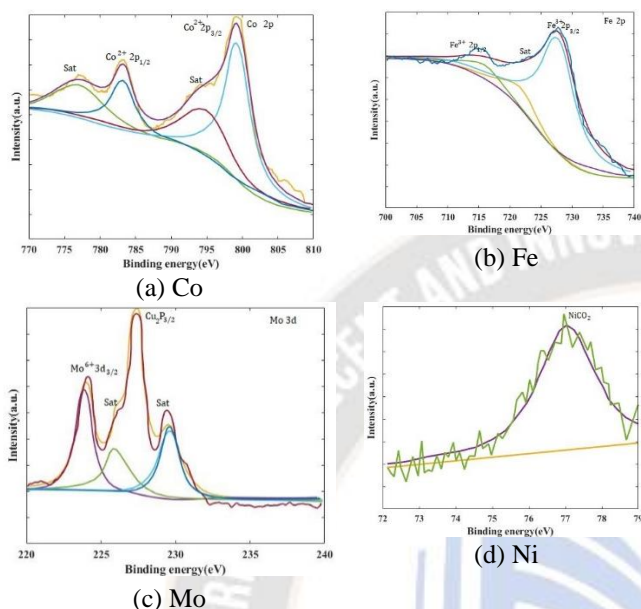 Co²⁺2p₃/₂ Co 2p
Co²⁺ 2p₁/₂
Sat
Sat
Intensity(a.u.)
770 775 780 785 790 795 800 805 810
Binding energy(eV)
(a) Co
Fe³⁺ 2p₃/₂ Fe 2p
Fe³⁺ 2p₁/₂
Sat
Intensity(a.u.)
700 705 710 715 720 725 730 735 740
Binding energy(eV)
(b) Fe
Cu₂P₃/₂ Mo 3d
Mo⁶⁺3d₃/₂
Sat
Sat
Intensity(a.u.)
220 225 230 235 240
Binding energy(eV)
(c) Mo
NiCO₂
Intensity(a.u.)
72 73 74 75 76 77 78 79
Binding energy(eV)
(d) Ni